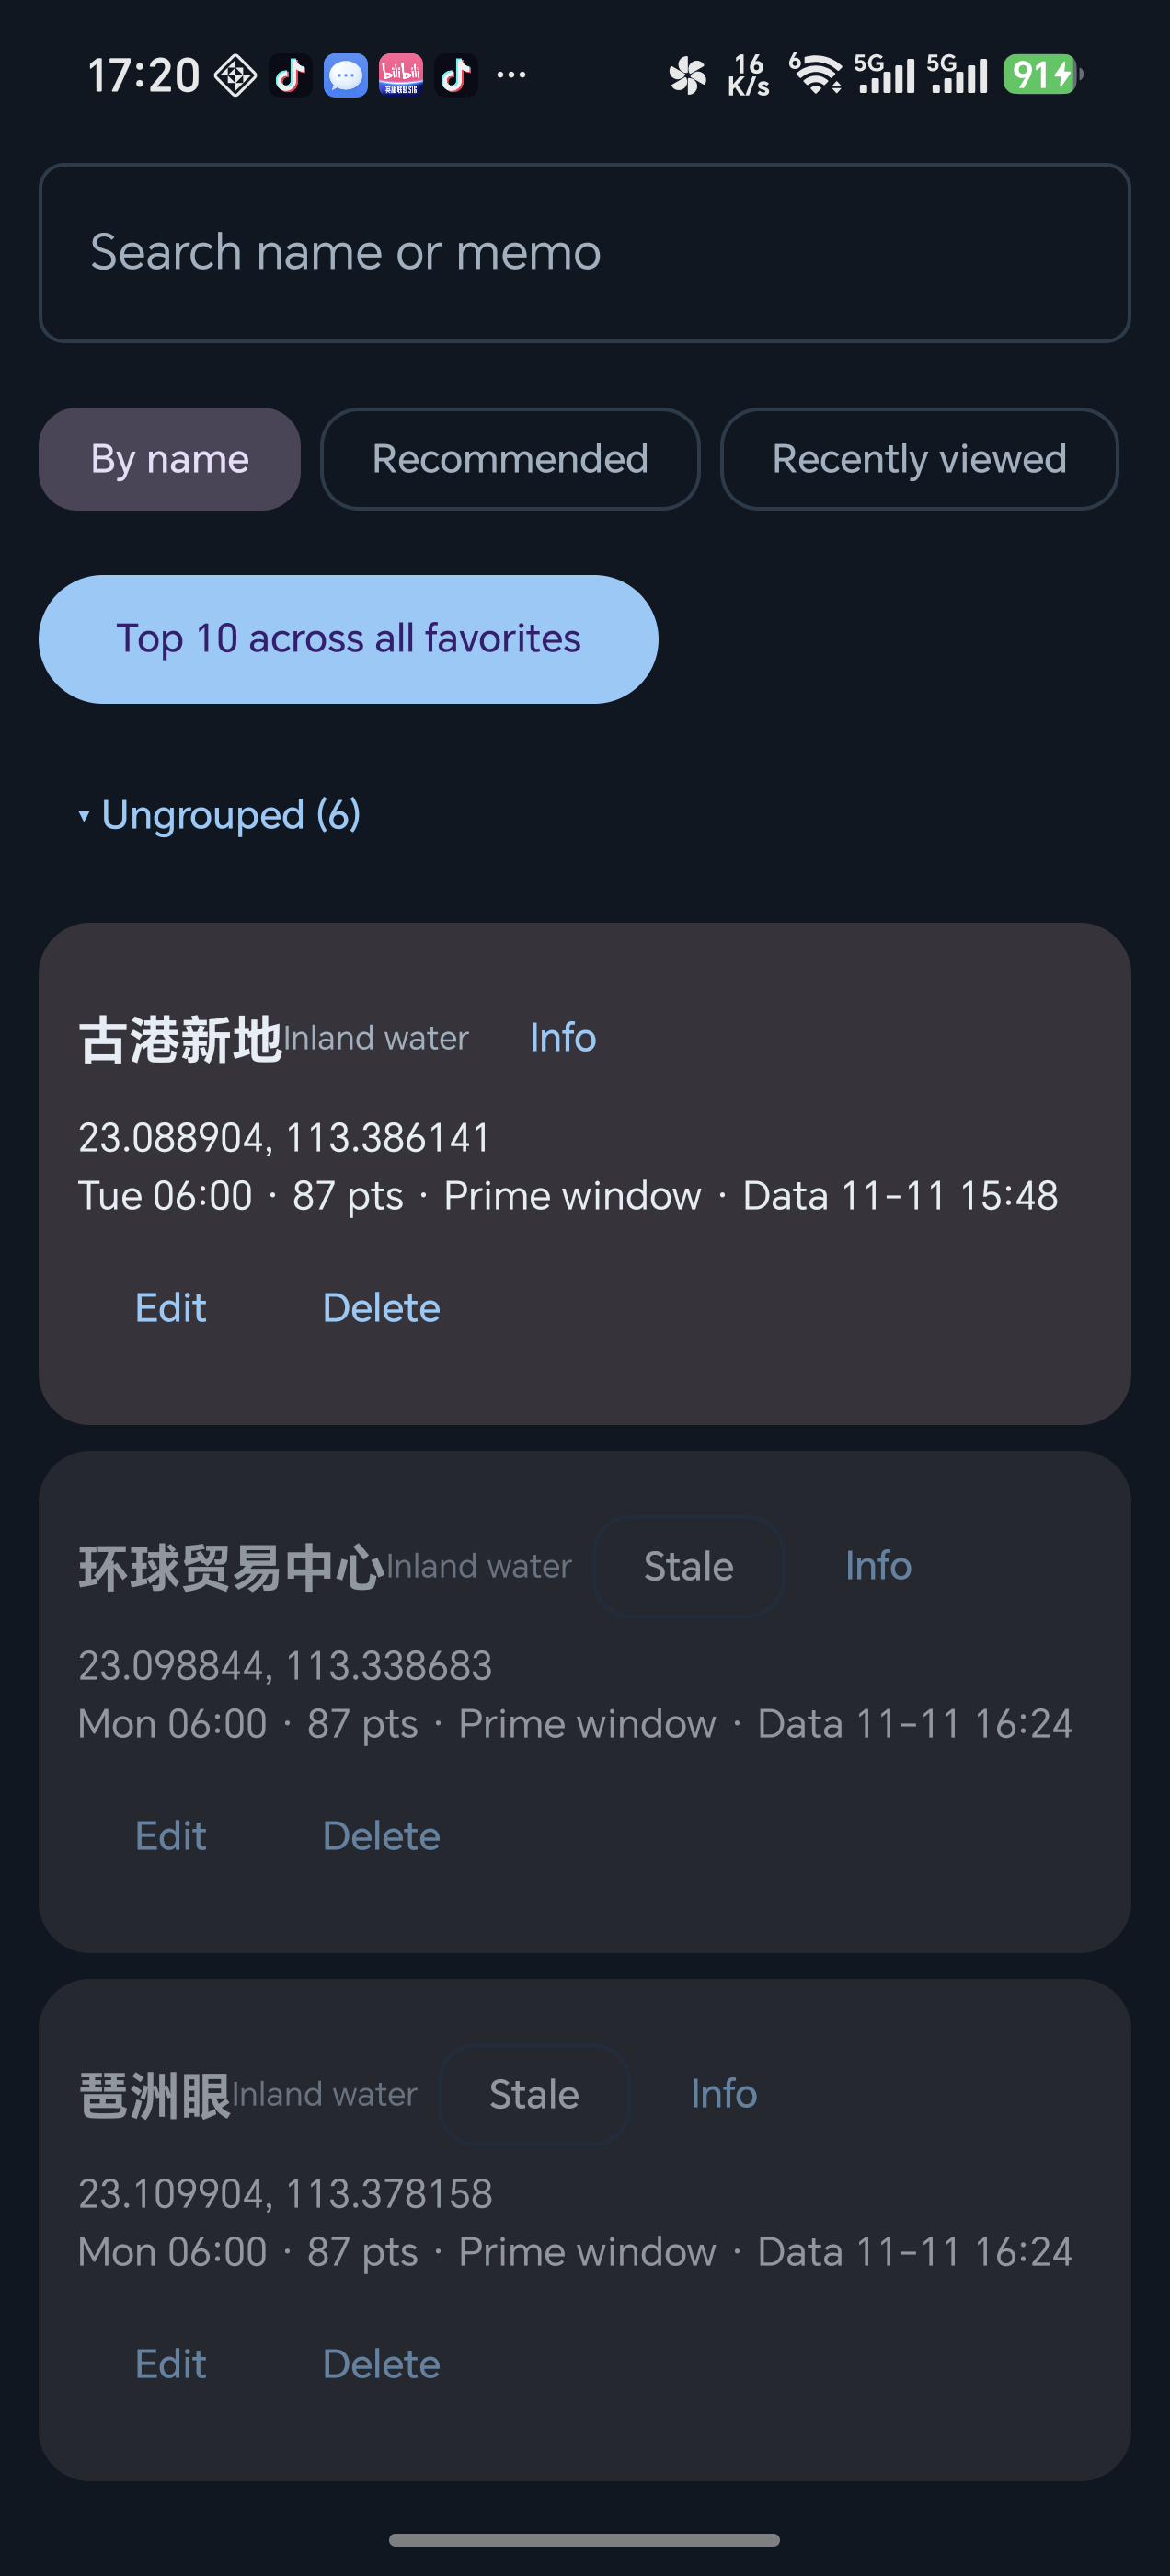 17:20
bilibili
...
16
K/s
6
5G
5G
91
Search name or memo
By name
Recommended
Recently viewed
Top 10 across all favorites
▾ Ungrouped (6)
古港新地Inland water Info
23.088904, 113.386141
Tue 06:00 · 87 pts · Prime window · Data 11-11 15:48
Edit Delete
环球贸易中心Inland water Stale Info
23.098844, 113.338683
Mon 06:00 · 87 pts · Prime window · Data 11-11 16:24
Edit Delete
琶洲眼Inland water Stale Info
23.109904, 113.378158
Mon 06:00 · 87 pts · Prime window · Data 11-11 16:24
Edit Delete